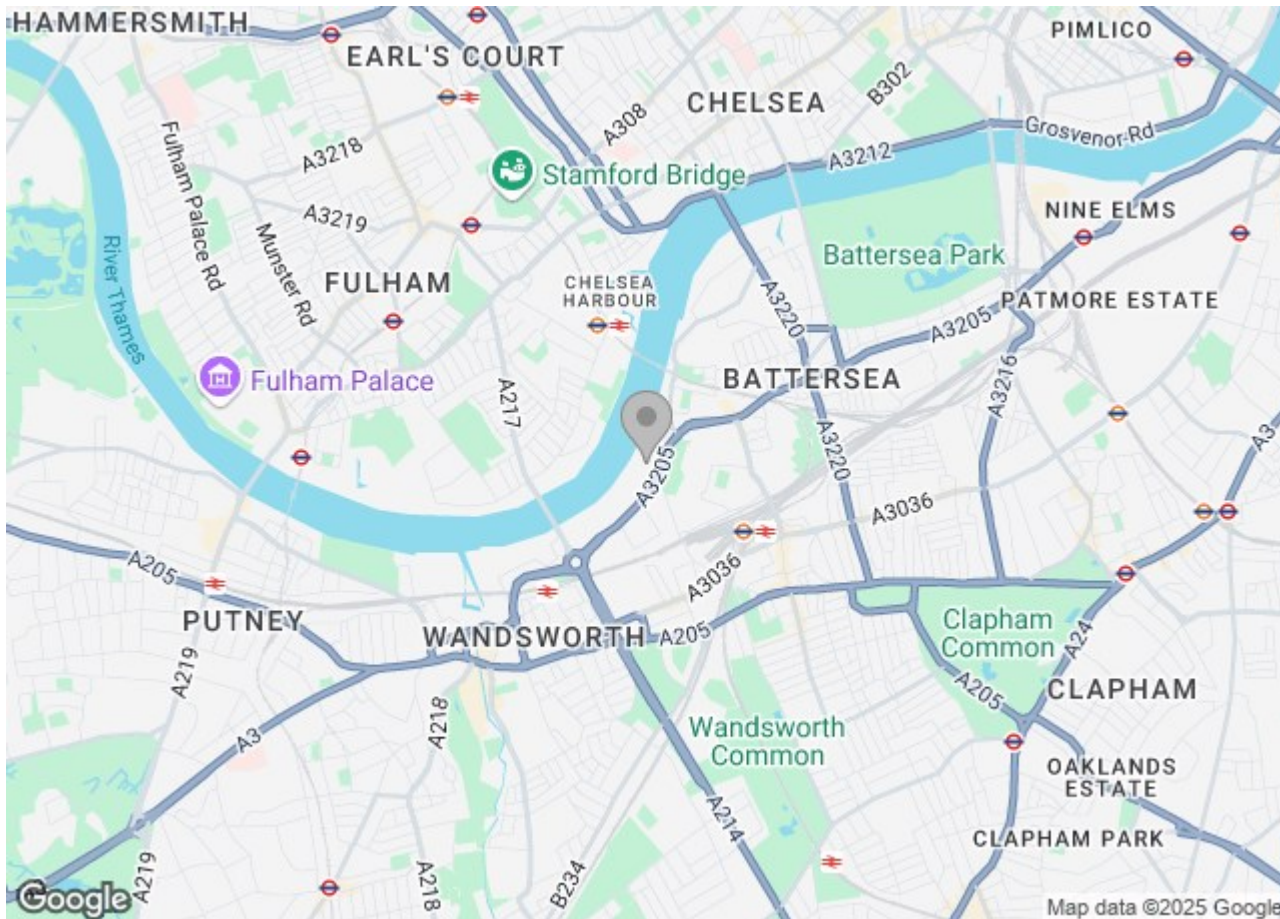 HAMMERSMITH
EARL'S COURT
PIMLICO
CHELSEA
B302
A308
Grosvenor Rd
A3212
A3218
Fulham Palace Rd
Stamford Bridge
A3219
Munster Rd
NINE ELMS
River Thames
FULHAM
CHELSEA
HARBOUR
Battersea Park
A3220
PATMORE ESTATE
A3205
Fulham Palace
A217
BATTERSEA
A3216
A3220
A3
A3205
A3036
A205
A3036
PUTNEY
WANDSWORTH
A205
Clapham
Common
A24
A219
A218
A205
CLAPHAM
A3
Wandsworth
Common
OAKLANDS
ESTATE
A214
CLAPHAM PARK
A219
A218
B234
Google
Map data ©2025 Google